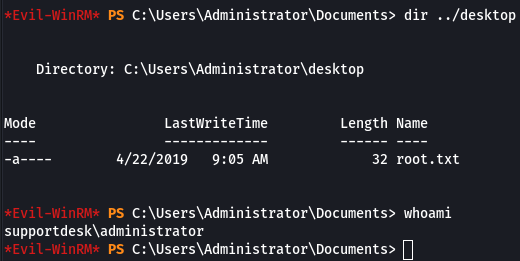 *Evil-WinRM* PS C:\Users\Administrator\Documents> dir ../desktop
Directory: C:\Users\Administrator\desktop
Mode                LastWriteTime         Length Name
----                -------------         ------ ----
-a----        4/22/2019   9:05 AM             32 root.txt
*Evil-WinRM* PS C:\Users\Administrator\Documents> whoami
supportdesk\administrator
*Evil-WinRM* PS C:\Users\Administrator\Documents>